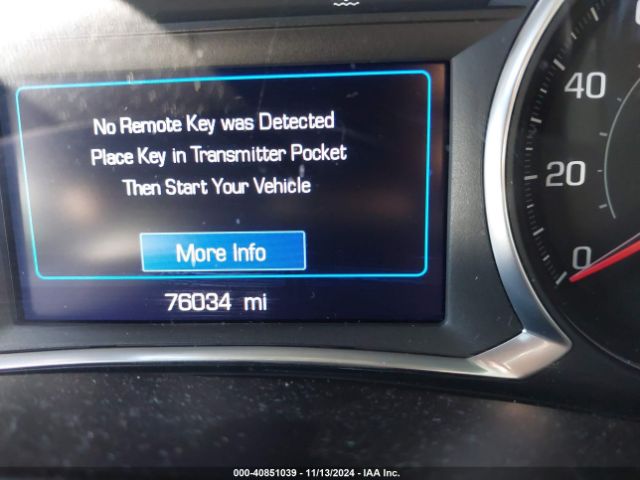 No Remote Key was Detected
Place Key in Transmitter Pocket
Then Start Your Vehicle
More Info
76034 mi
40
20
0
000-40851039 - 11/13/2024 - IAA Inc.